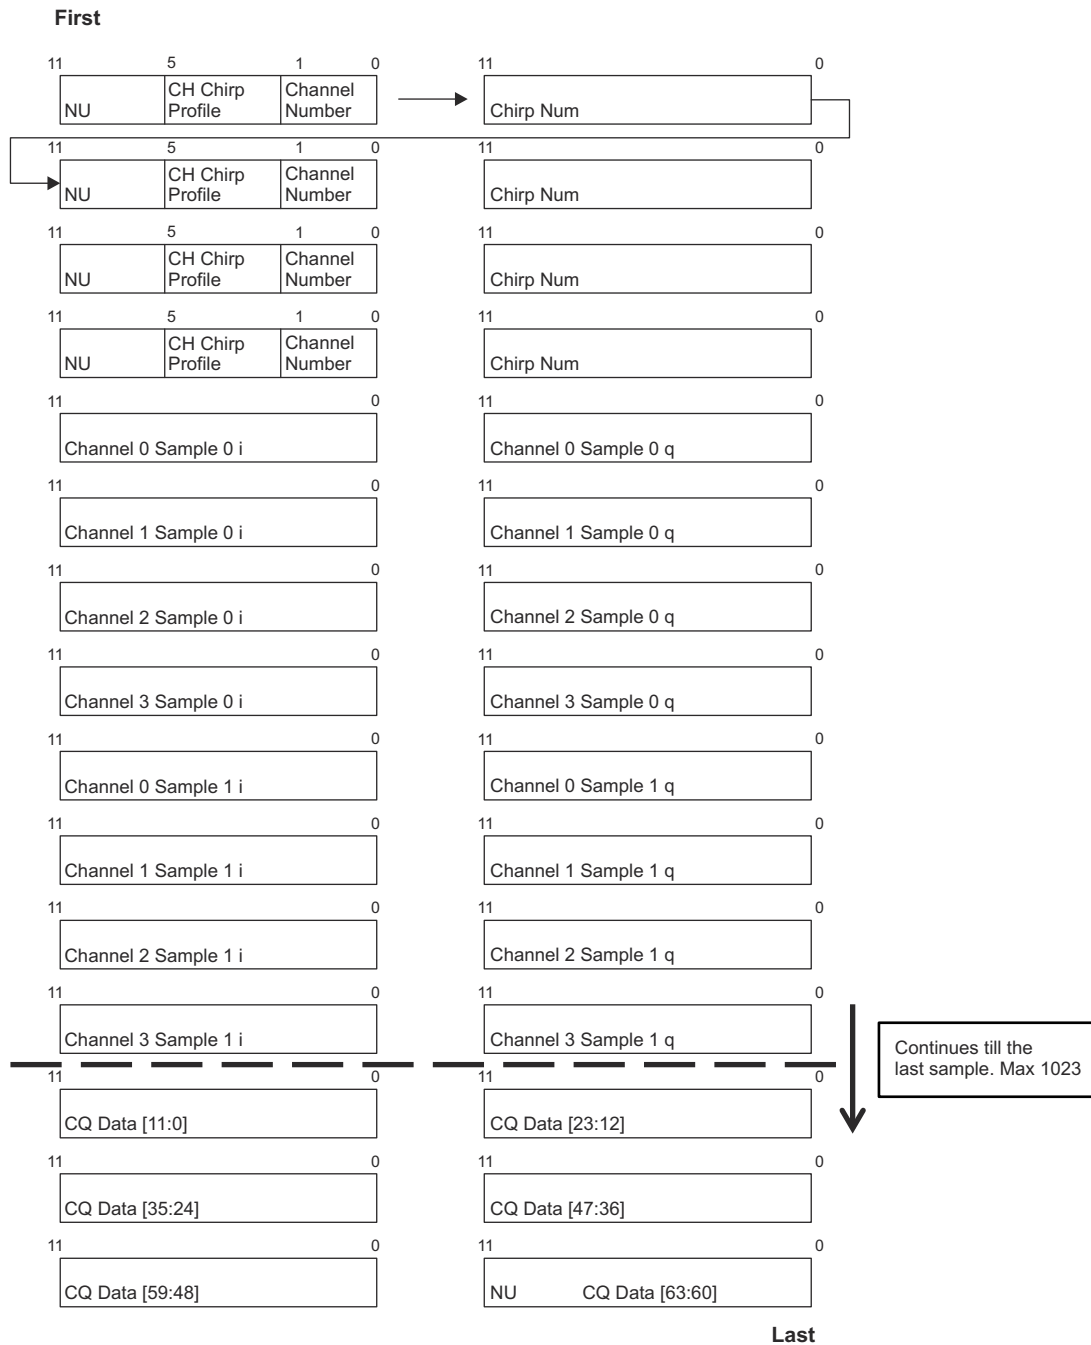 First
11 5 1 0 11 0
NU CH Chirp Profile Channel Number Chirp Num
11 5 1 0 11 0
NU CH Chirp Profile Channel Number Chirp Num
11 5 1 0 11 0
NU CH Chirp Profile Channel Number Chirp Num
11 5 1 0 11 0
NU CH Chirp Profile Channel Number Chirp Num
11 0 11 0
Channel 0 Sample 0 i Channel 0 Sample 0 q
11 0 11 0
Channel 1 Sample 0 i Channel 1 Sample 0 q
11 0 11 0
Channel 2 Sample 0 i Channel 2 Sample 0 q
11 0 11 0
Channel 3 Sample 0 i Channel 3 Sample 0 q
11 0 11 0
Channel 0 Sample 1 i Channel 0 Sample 1 q
11 0 11 0
Channel 1 Sample 1 i Channel 1 Sample 1 q
11 0 11 0
Channel 2 Sample 1 i Channel 2 Sample 1 q
11 0 11 0
Channel 3 Sample 1 i Channel 3 Sample 1 q
Continues till the
last sample. Max 1023
11 0 11 0
CQ Data [11:0] CQ Data [23:12]
11 0 11 0
CQ Data [35:24] CQ Data [47:36]
11 0 11 0
CQ Data [59:48] NU CQ Data [63:60]
Last